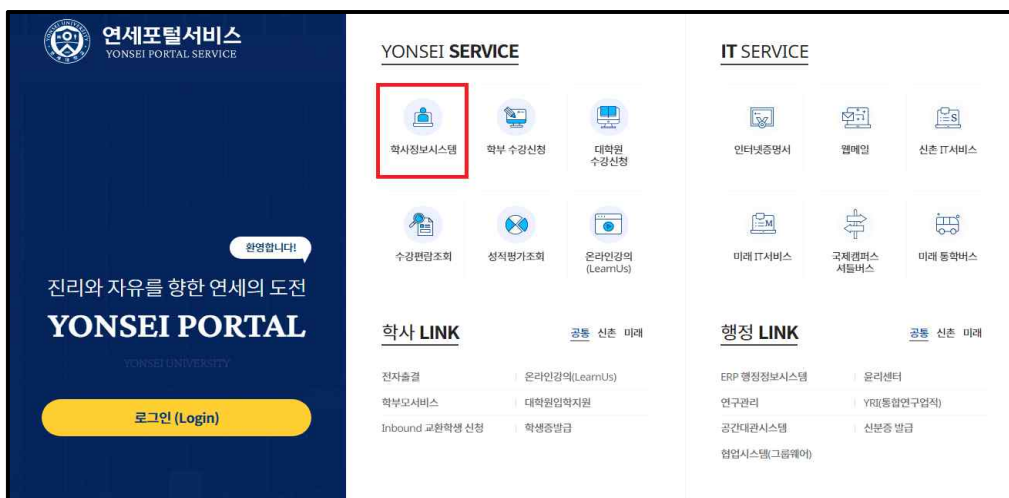 연세포털서비스
YONSEI PORTAL SERVICE
환영합니다!
진리와 자유를 향한 연세의 도전
YONSEI PORTAL
YONSEI UNIVERSITY
로그인 (Login)
YONSEI SERVICE
학사정보시스템
학부 수강신청
대학원
수강신청
수강편람조회
성적평가조회
온라인강의
(LearnUs)
학사 LINK
공통 신촌 미래
전자출결
온라인강의(LearnUs)
학부모서비스
대학원입학지원
Inbound 교환학생 신청
학생증발급
IT SERVICE
인터넷증명서
웹메일
신촌 IT서비스
미래 IT서비스
국제캠퍼스
셔틀버스
미래 통학버스
행정 LINK
공통 신촌 미래
ERP 행정정보시스템
윤리센터
연구관리
YRI(통합연구업적)
공간대관시스템
신분증 발급
협업시스템(그룹웨어)